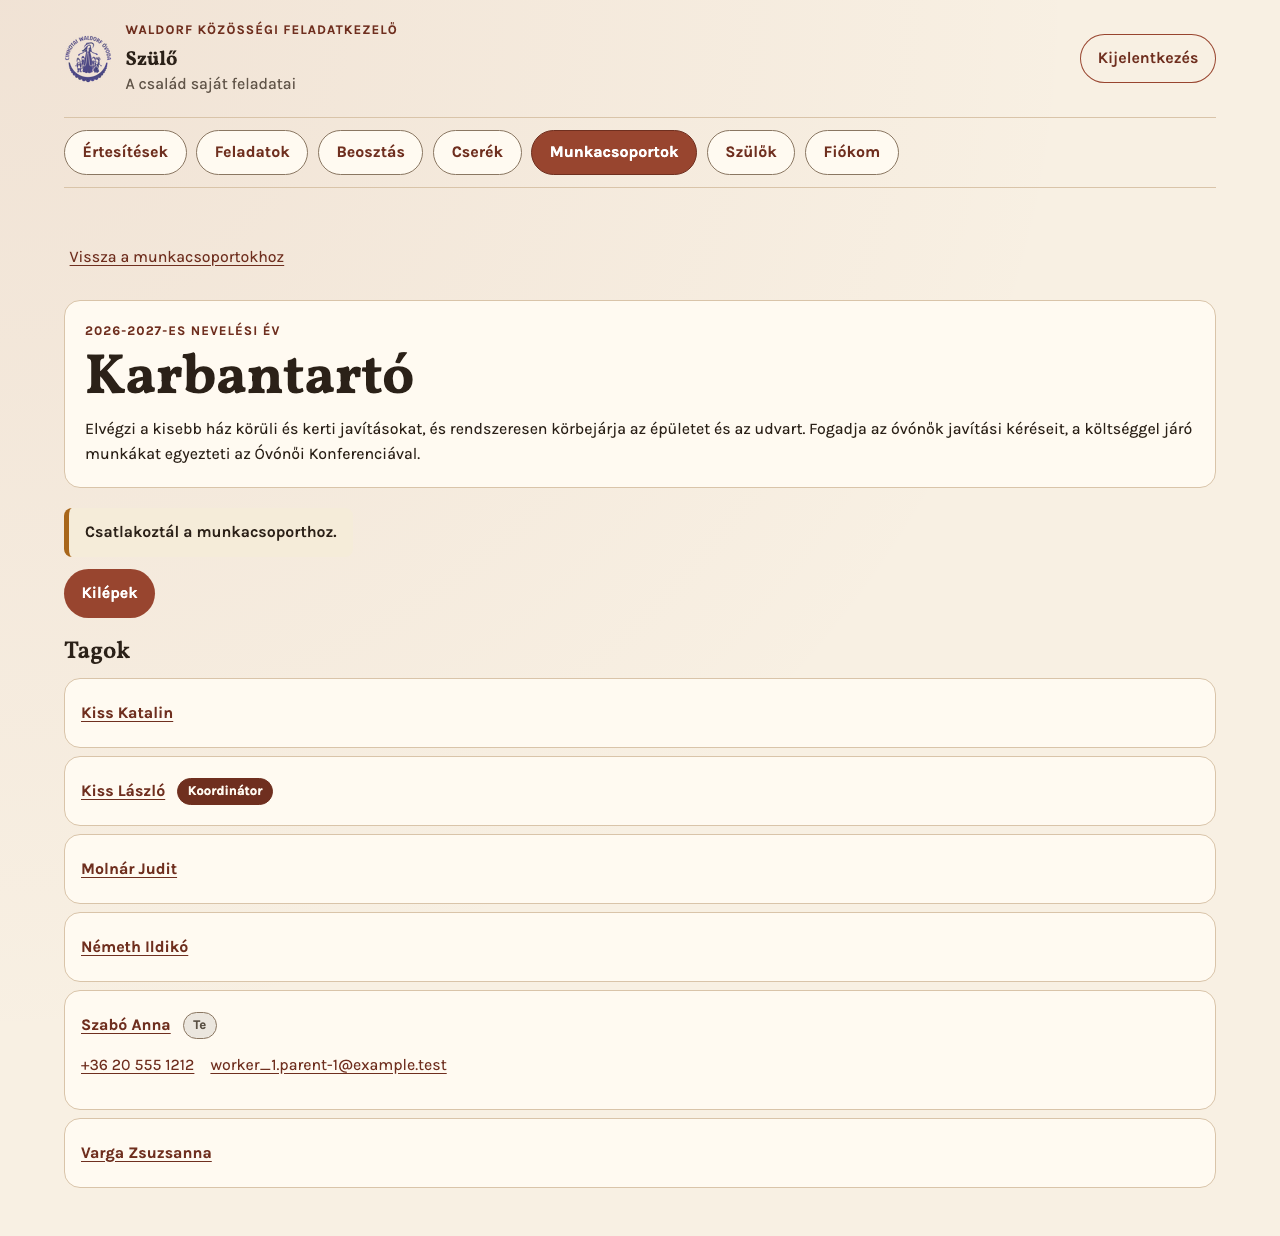 WALDORF KÖZÖSSÉGI FELADATKEZELŐ
Szülő
A család saját feladatai
Kijelentkezés
Értesítések
Feladatok
Beosztás
Cserék
Munkacsoportok
Szülők
Fiókom
Vissza a munkacsoportokhoz
2026-2027-ES NEVELÉSI ÉV
Karbantartó
Elvégzi a kisebb ház körüli és kerti javításokat, és rendszeresen körbejárja az épületet és az udvart. Fogadja az óvónők javítási kéréseit, a költséggel járó
munkákat egyezteti az Óvónői Konferenciával.
Csatlakoztál a munkacsoporthoz.
Kilépek
Tagok
Kiss Katalin
Kiss László Koordinátor
Molnár Judit
Németh Ildikó
Szabó Anna Te
+36 20 555 1212 worker_1.parent-1@example.test
Varga Zsuzsanna